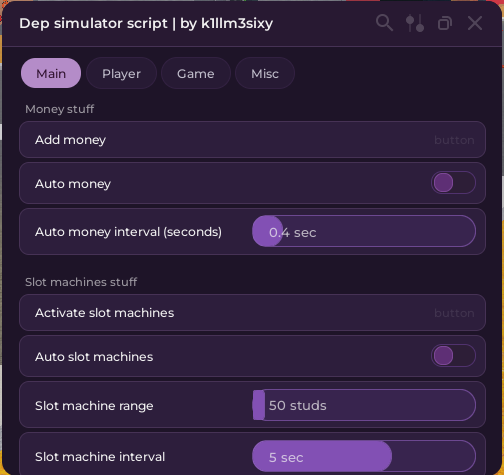 Dep simulator script | by k1llm3sixy
Main Player Game Misc
Money stuff
Add money button
Auto money
Auto money interval (seconds) 0.4 sec
Slot machines stuff
Activate slot machines button
Auto slot machines
Slot machine range 50 studs
Slot machine interval 5 sec